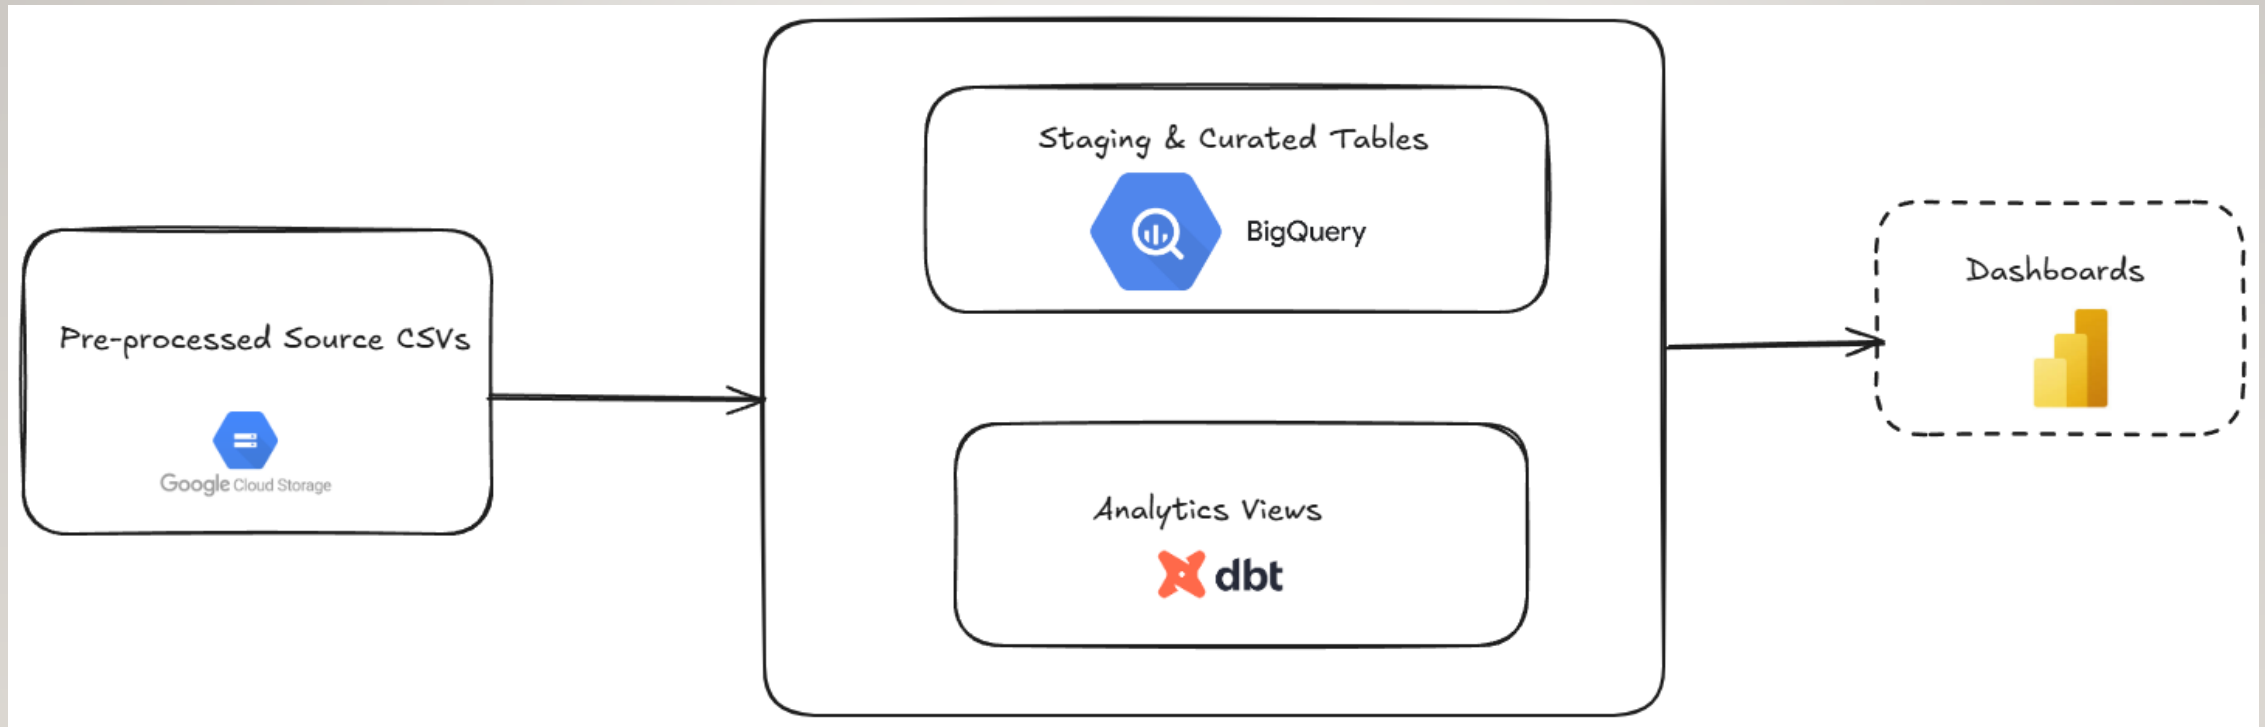 Pre-processed Source CSVs
Google Cloud Storage
Staging & Curated Tables
BigQuery
Analytics Views
dbt
Dashboards